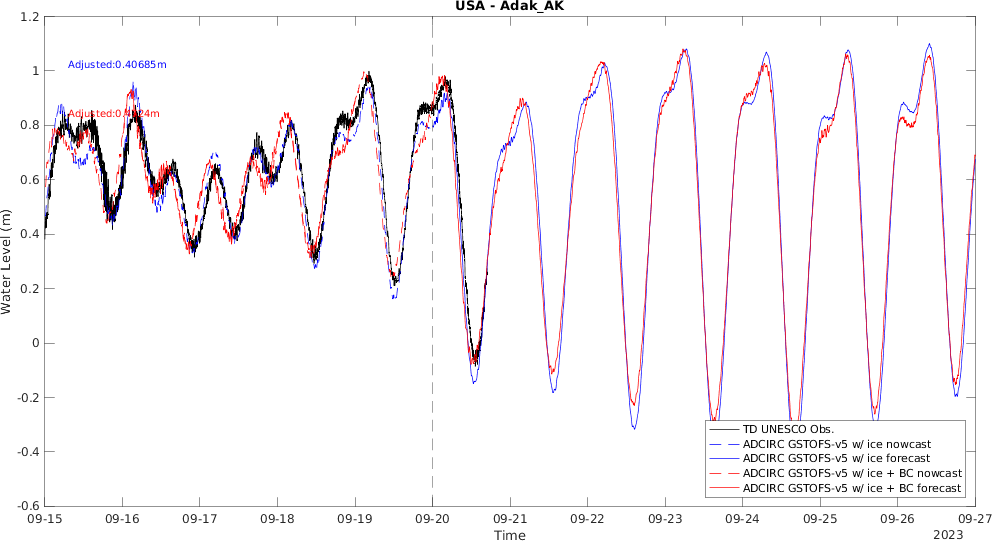 USA - Adak_AK
1.2
1
0.8
0.6
0.4
0.2
0
-0.2
-0.4
-0.6
Water Level (m)
Adjusted:0.40685m
TD UNESCO Obs.
ADCIRC GSTOFS-v5 w/ ice nowcast
ADCIRC GSTOFS-v5 w/ ice forecast
ADCIRC GSTOFS-v5 w/ ice + BC nowcast
ADCIRC GSTOFS-v5 w/ ice + BC forecast
09-15 09-16 09-17 09-18 09-19 09-20 09-21 09-22 09-23 09-24 09-25 09-26 09-27
Time
2023